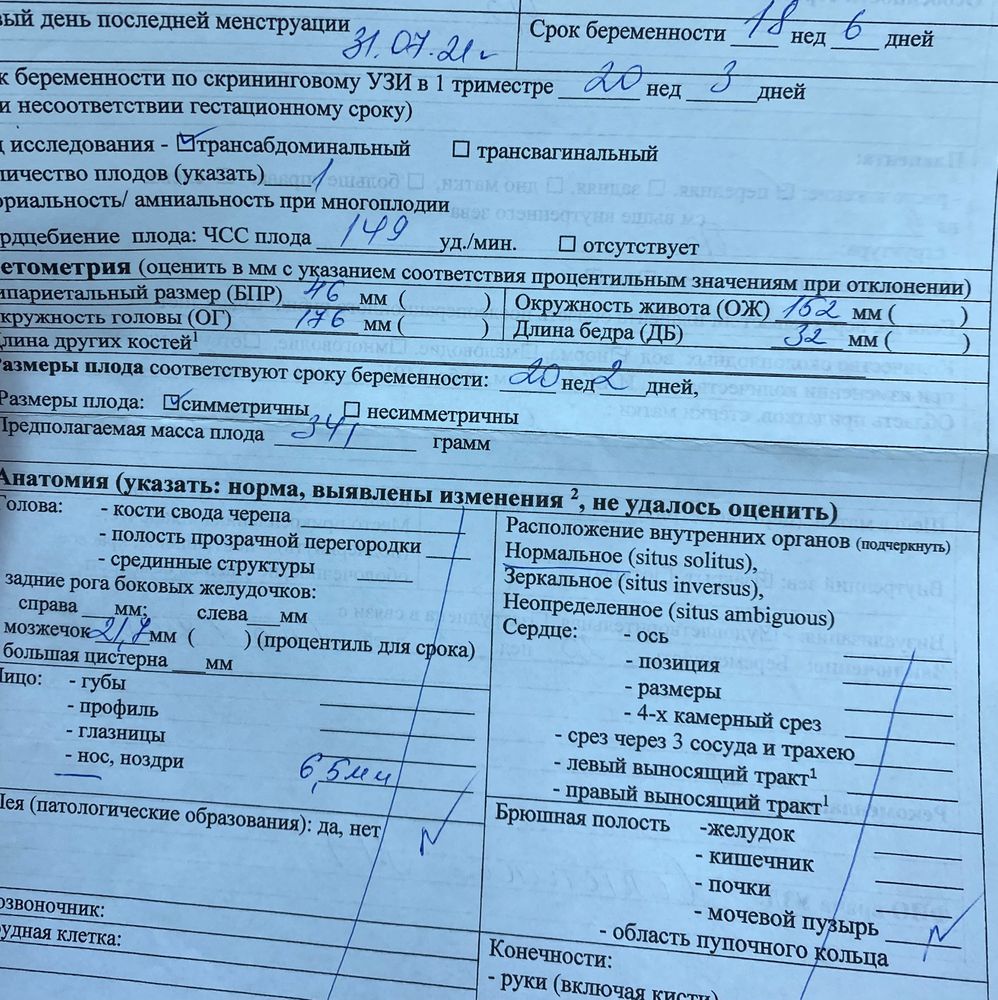 вый день последней менструации
31.07.21г
Срок беременности 18 нед 6 дней
к беременности по скрининговому УЗИ в 1 триместре 20 нед 3 дней
и несоответствии гестационному сроку)
д исследования - ☑трансабдоминальный ☐ трансвагинальный
личество плодов (указать) 1
ориальность/ амниальность при многоплодии
рдцебиение плода: ЧСС плода 149 уд./мин. ☐ отсутствует
етометрия (оценить в мм с указанием соответствия процентильным значениям при отклонении)
ипариетальный размер (БПР) 46 мм ( )
Окружность живота (ОЖ) 152 мм ( )
кружность головы (ОГ) 176 мм ( )
Длина бедра (ДБ) 32 мм ( )
Длина других костей1
Размеры плода соответствуют сроку беременности: 20 нед 2 дней,
Размеры плода: ☑симметричны ☐ несимметричны
Предполагаемая масса плода 341 грамм
Анатомия (указать: норма, выявлены изменения 2, не удалось оценить)
Голова: - кости свода черепа
- полость прозрачной перегородки
- срединные структуры
задние рога боковых желудочков:
справа мм; слева мм
мозжечок 21,7 мм ( ) (процентиль для срока)
большая цистерна мм
Лицо: - губы
- профиль
- глазницы
- нос, ноздри 6,5мм
Шея (патологические образования): да, нет N
озвоночник:
рудная клетка:
Расположение внутренних органов (подчеркнуть)
Нормальное (situs solitus),
Зеркальное (situs inversus),
Неопределенное (situs ambiguous)
Сердце: - ось
- позиция
- размеры
- 4-х камерный срез
- срез через 3 сосуда и трахею
- левый выносящий тракт1
- правый выносящий тракт1
Брюшная полость -желудок
- кишечник
- почки
- мочевой пузырь N
- область пупочного кольца
Конечности:
- руки (включая кисти)